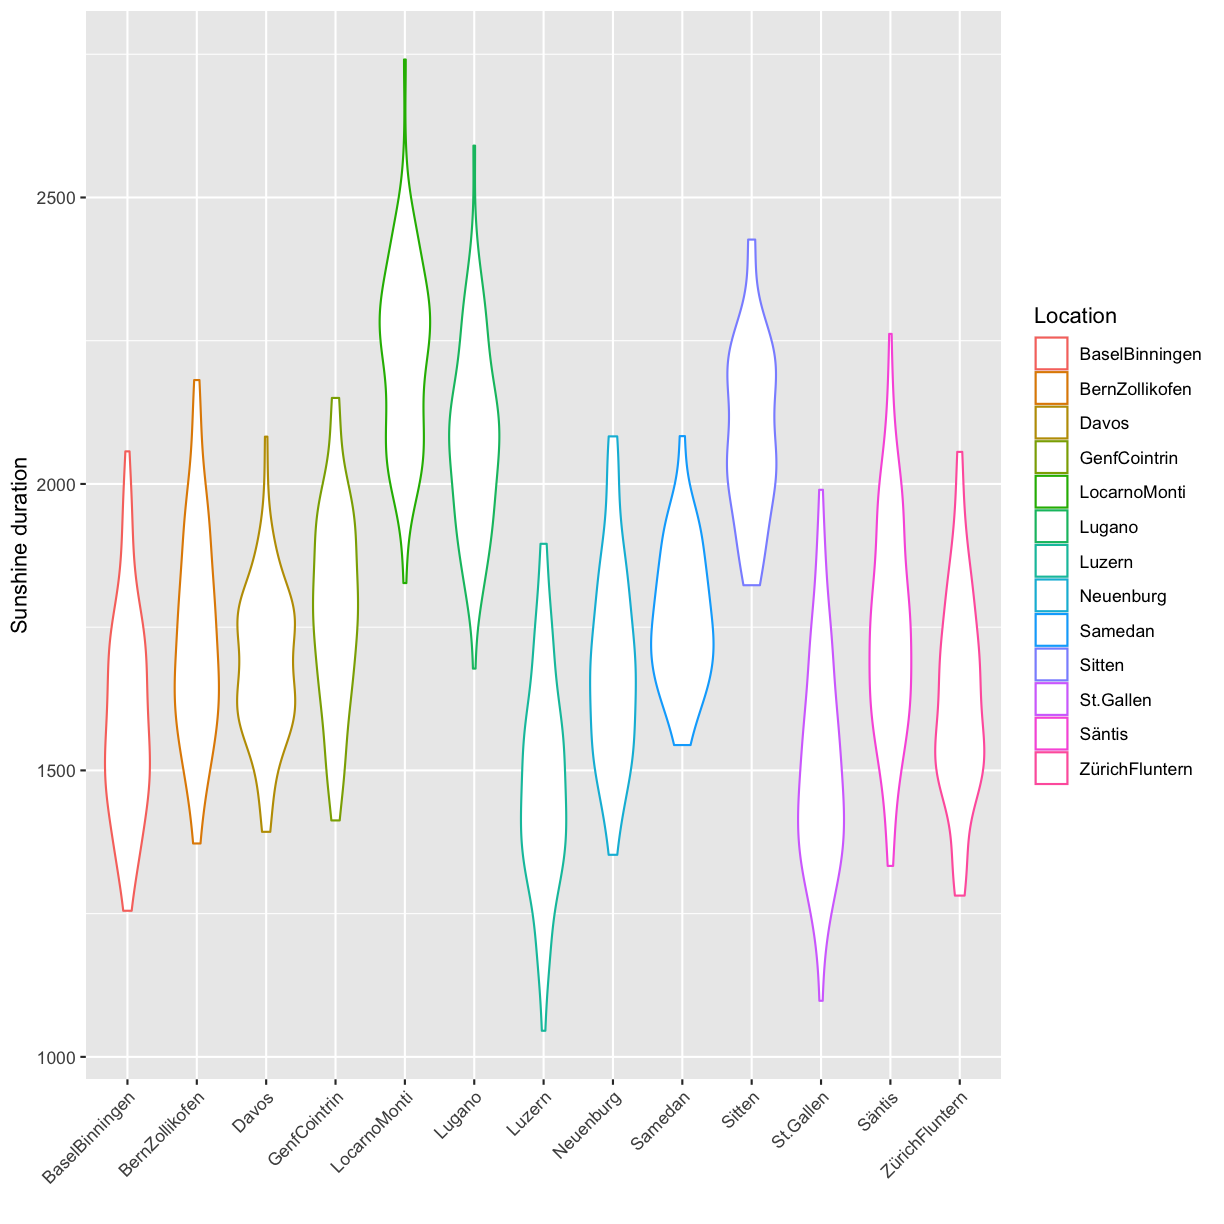 Sunshine duration
2500
2000
1500
1000
BaselBinningen
BernZollikofen
Davos
GenfCointrin
LocarnoMonti
Lugano
Luzern
Neuenburg
Samedan
Sitten
St.Gallen
Säntis
ZürichFluntern
Location
BaselBinningen
BernZollikofen
Davos
GenfCointrin
LocarnoMonti
Lugano
Luzern
Neuenburg
Samedan
Sitten
St.Gallen
Säntis
ZürichFluntern